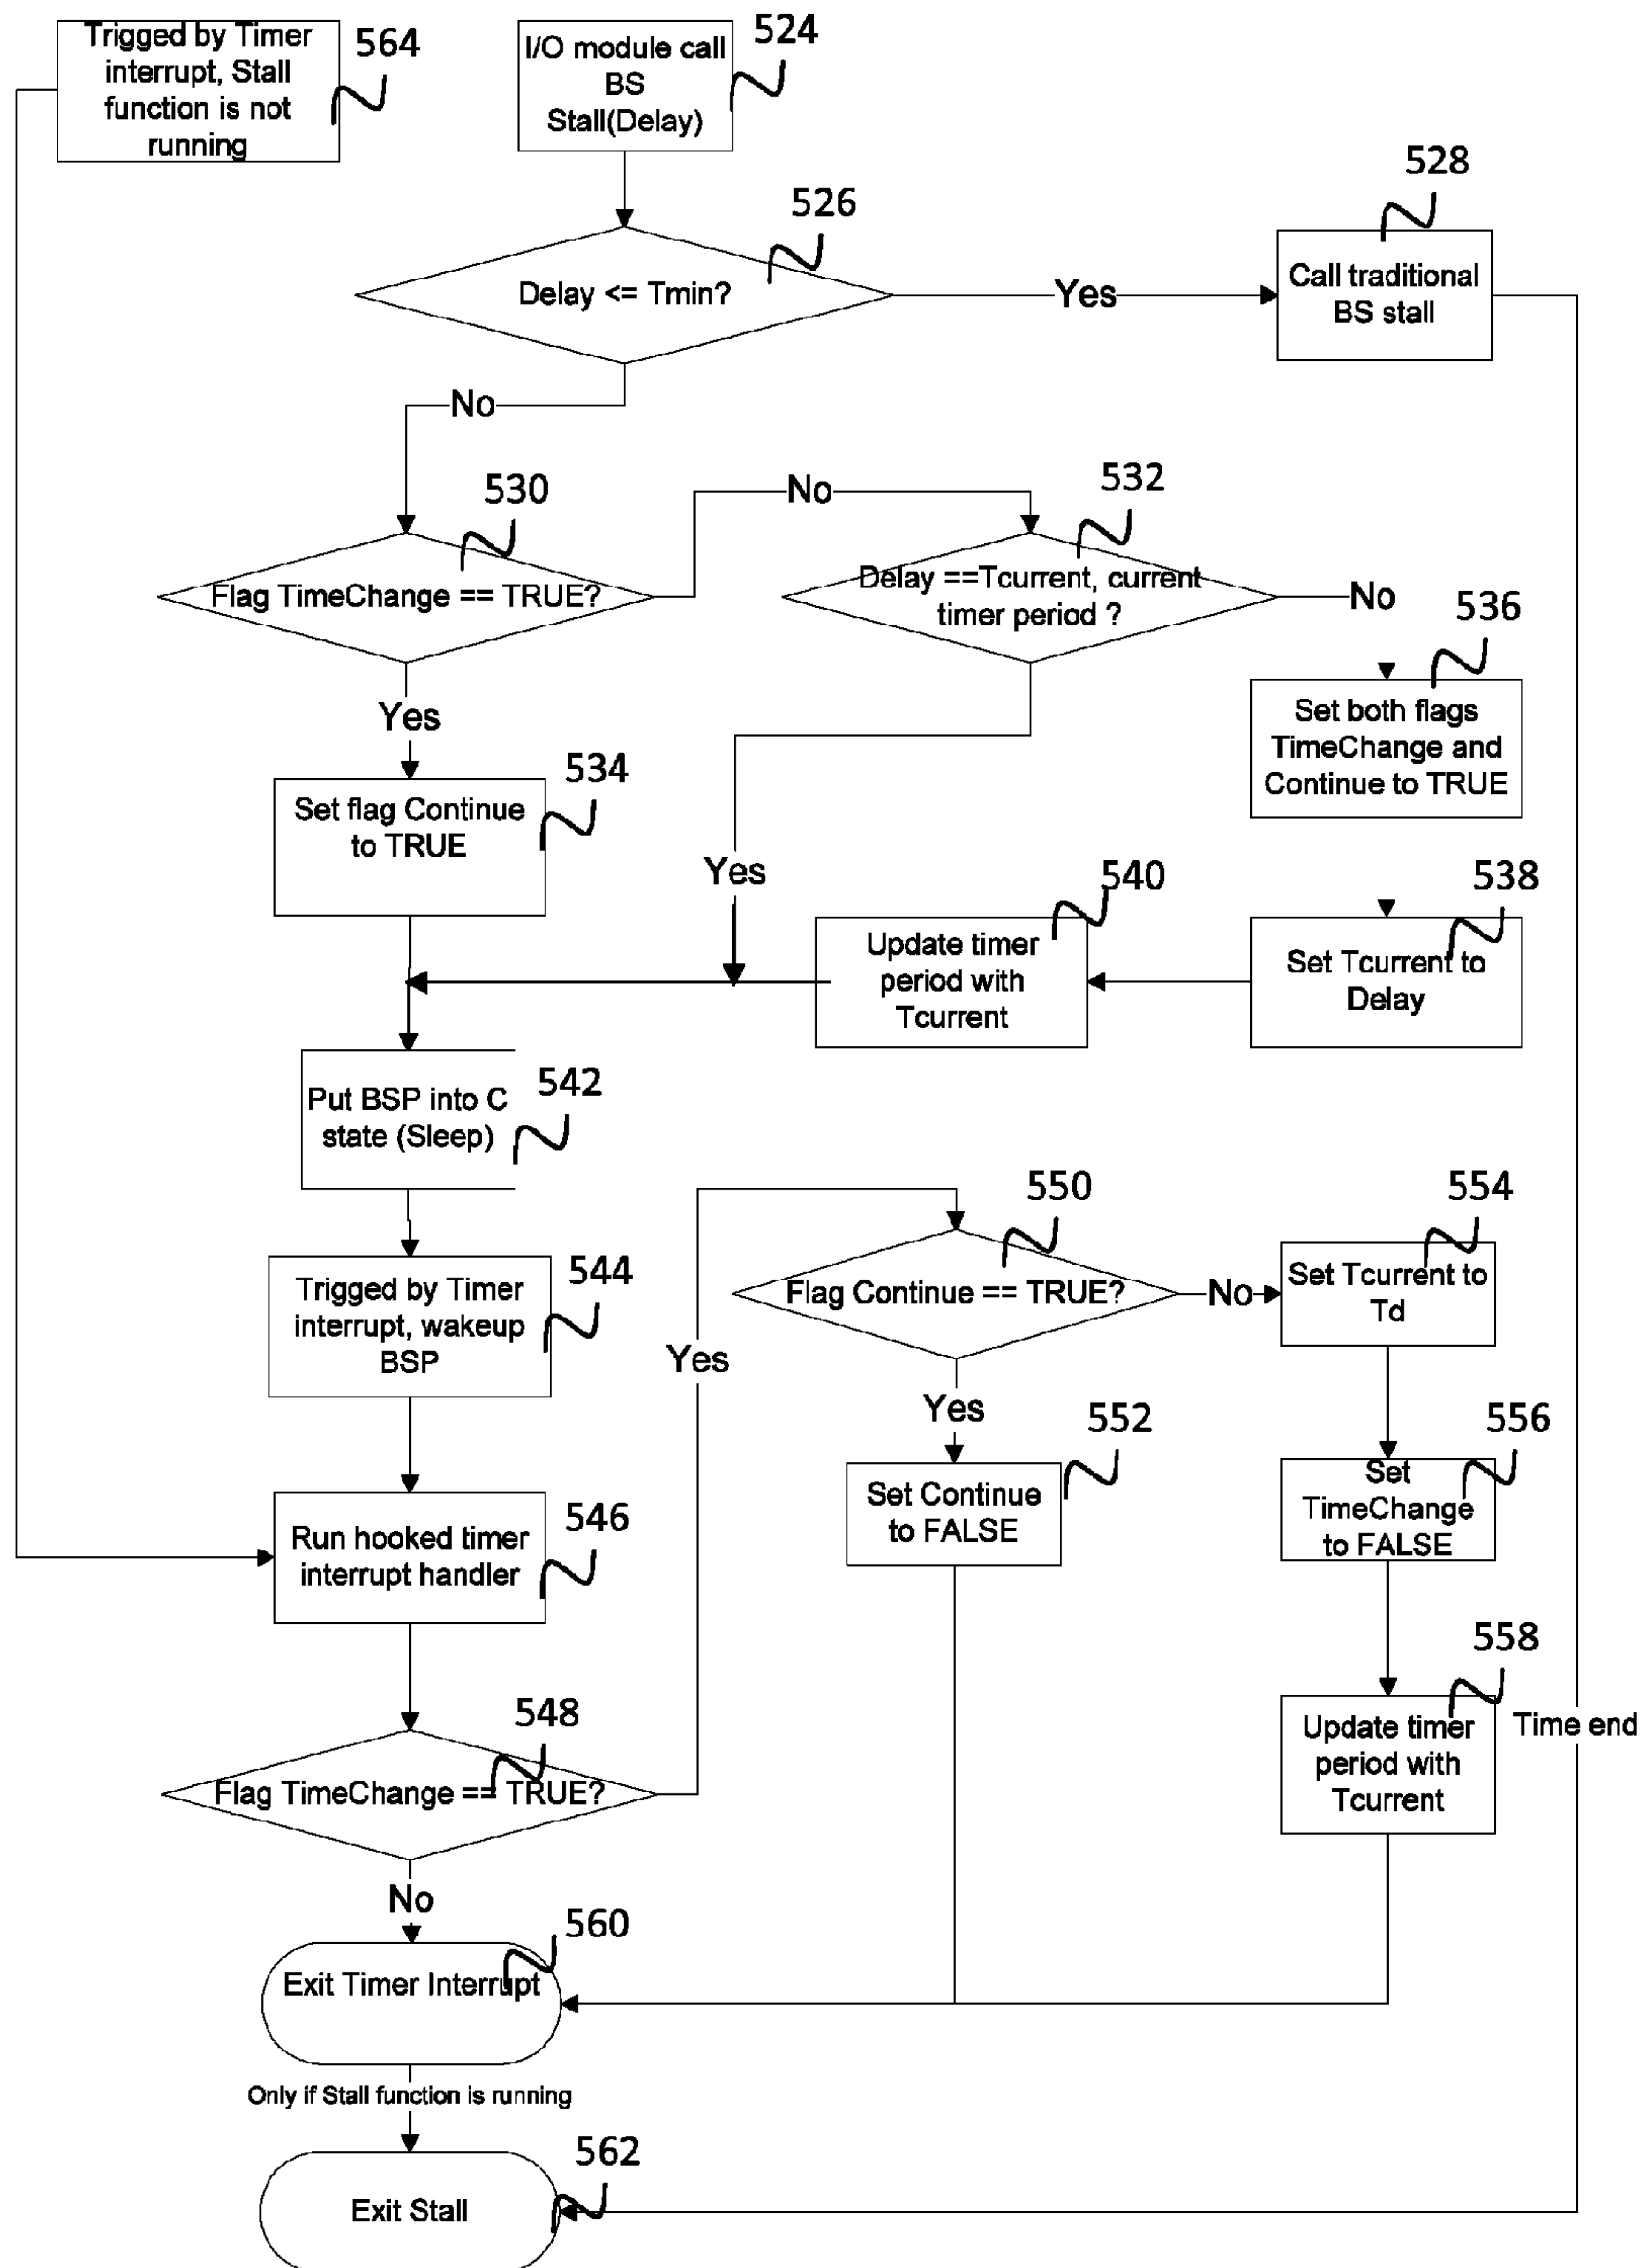 Trigged by Timer
interrupt, Stall
function is not
running
564
I/O module call
BS
Stall(Delay)
524
526
Delay <= Tmin?
Yes
528
Call traditional
BS stall
No
530
Flag TimeChange == TRUE?
No
532
Delay ==Tcurrent, current
timer period ?
No
536
Set both flags
TimeChange and
Continue to TRUE
Yes
534
Set flag Continue
to TRUE
Yes
540
Update timer
period with
Tcurrent
538
Set Tcurrent to
Delay
542
Put BSP into C
state (Sleep)
544
Trigged by Timer
interrupt, wakeup
BSP
Yes
550
Flag Continue == TRUE?
No
554
Set Tcurrent to
Td
Yes
552
Set Continue
to FALSE
556
Set
TimeChange
to FALSE
546
Run hooked timer
interrupt handler
558
Update timer
period with
Tcurrent
Time end
548
Flag TimeChange == TRUE?
No
560
Exit Timer Interrupt
Only if Stall function is running
562
Exit Stall